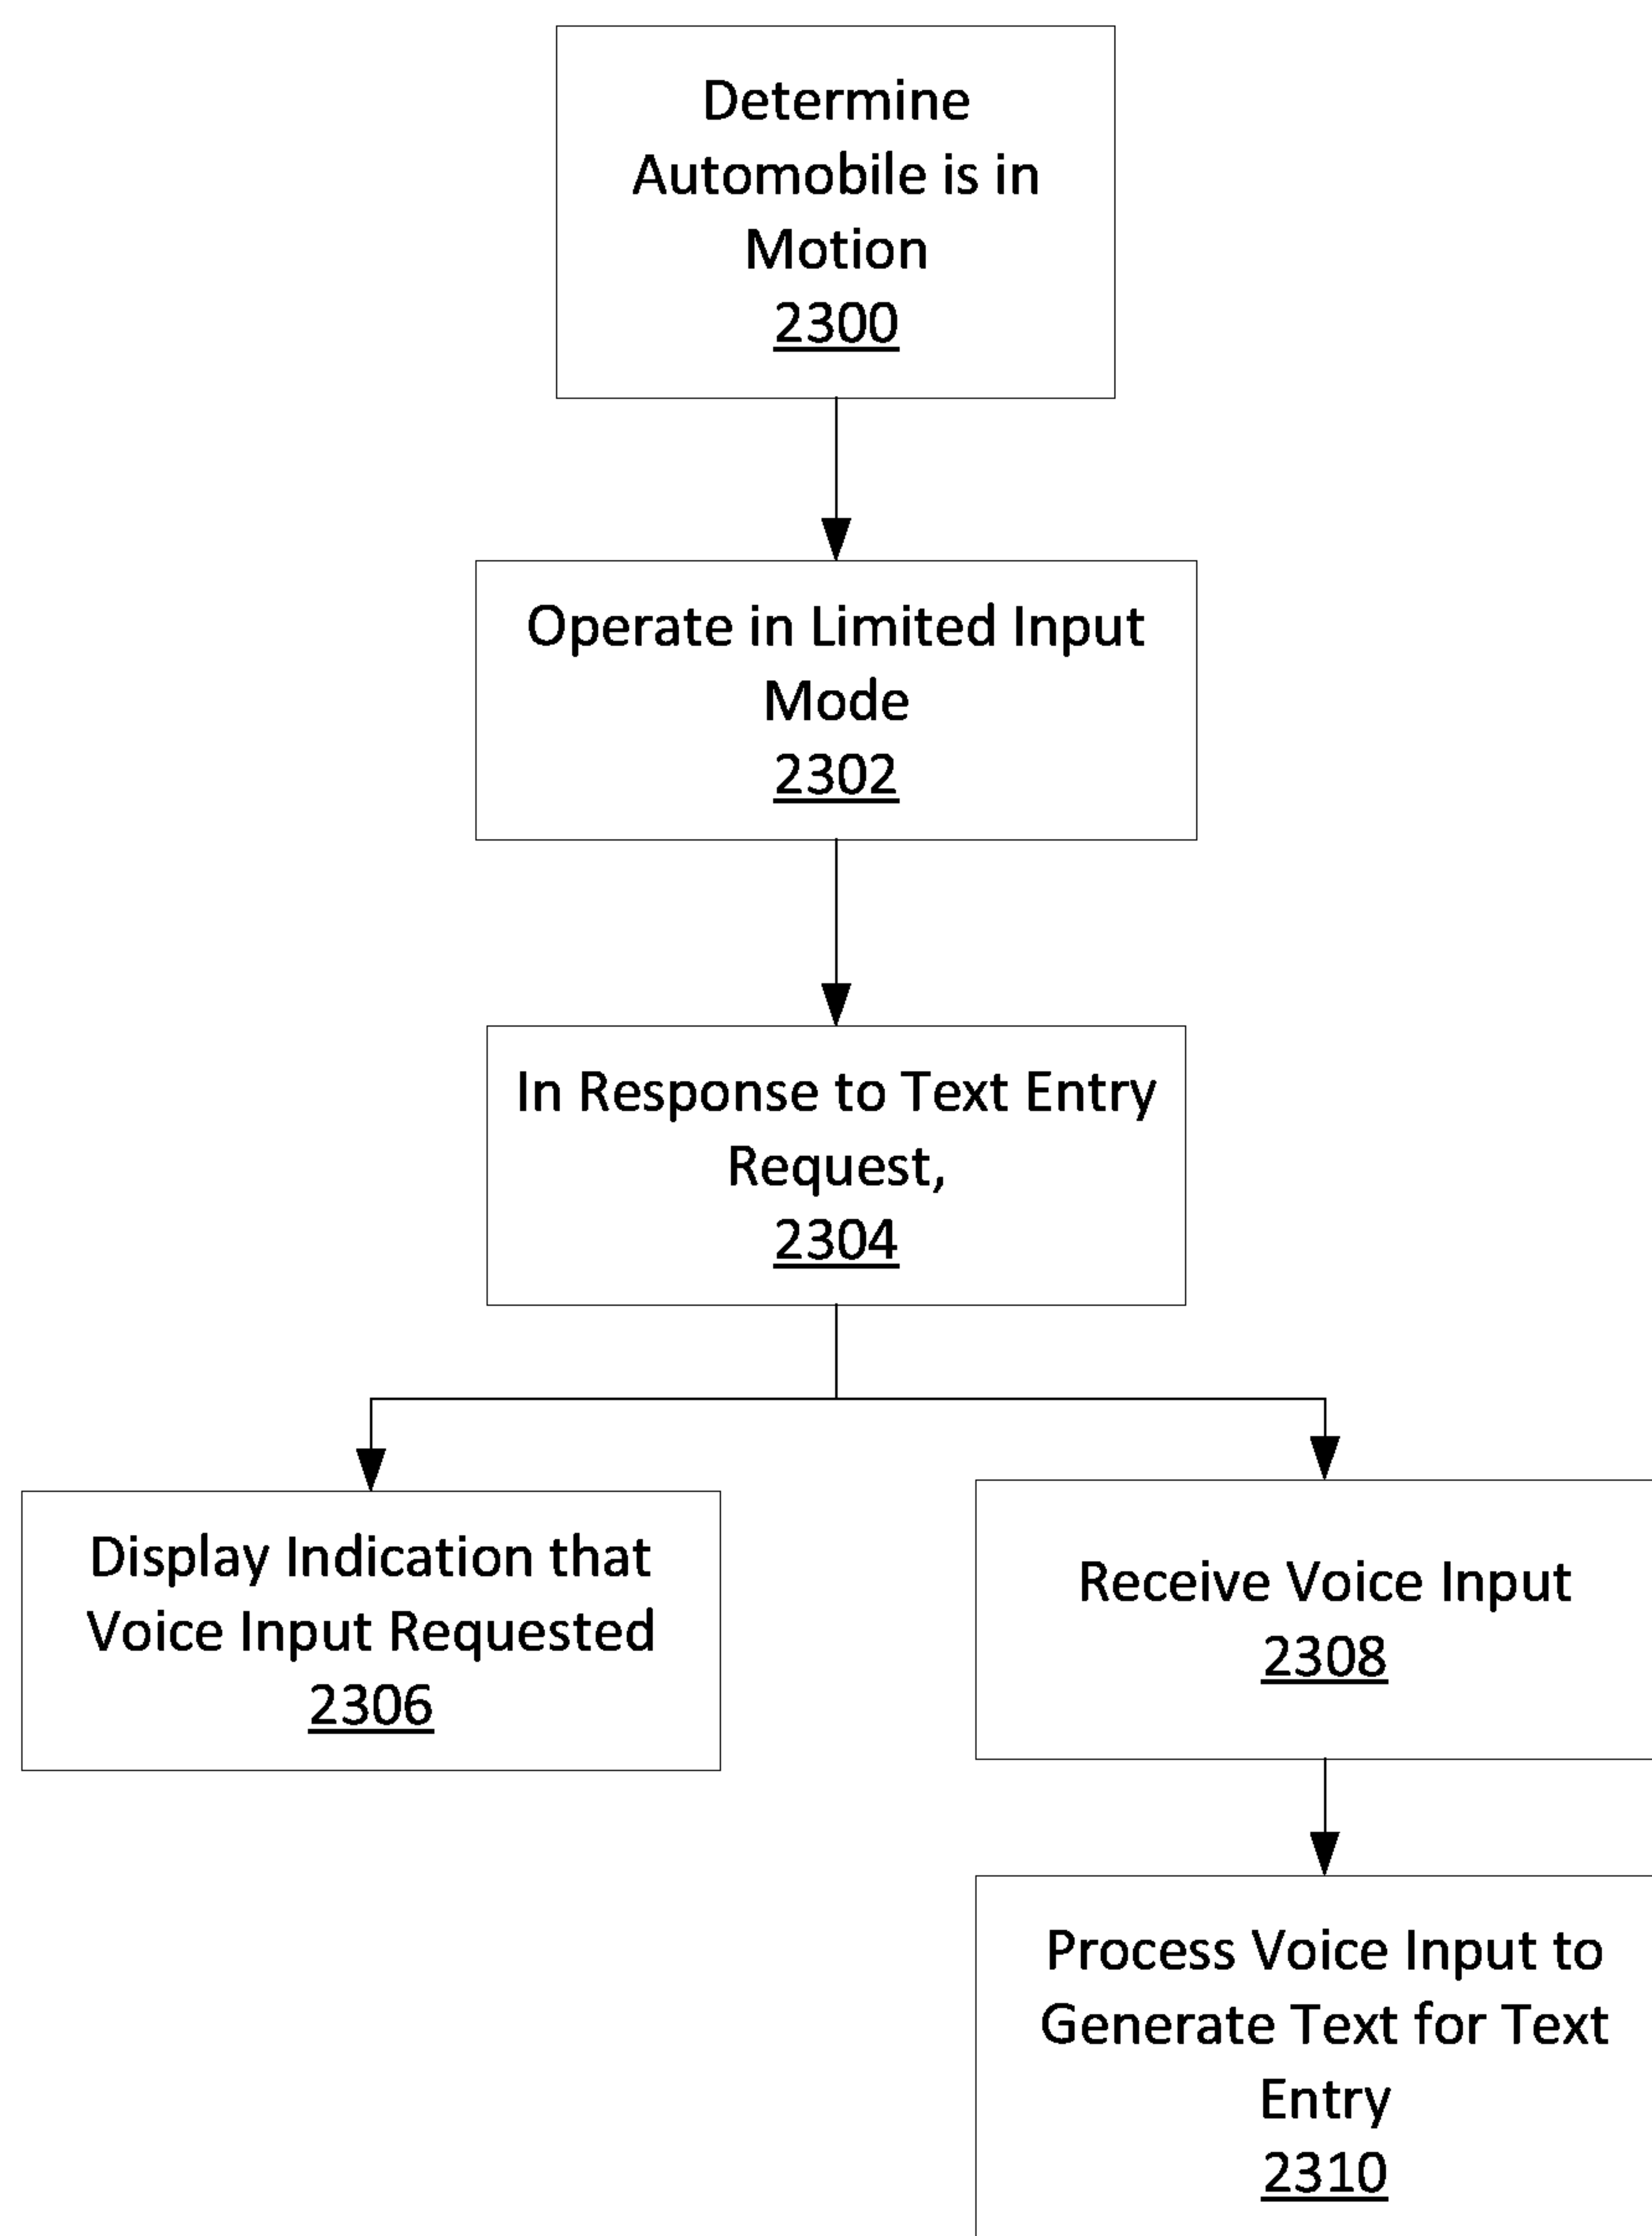 Determine
Automobile is in
Motion
2300
Operate in Limited Input
Mode
2302
In Response to Text Entry
Request,
2304
Display Indication that
Voice Input Requested
2306
Receive Voice Input
2308
Process Voice Input to
Generate Text for Text
Entry
2310